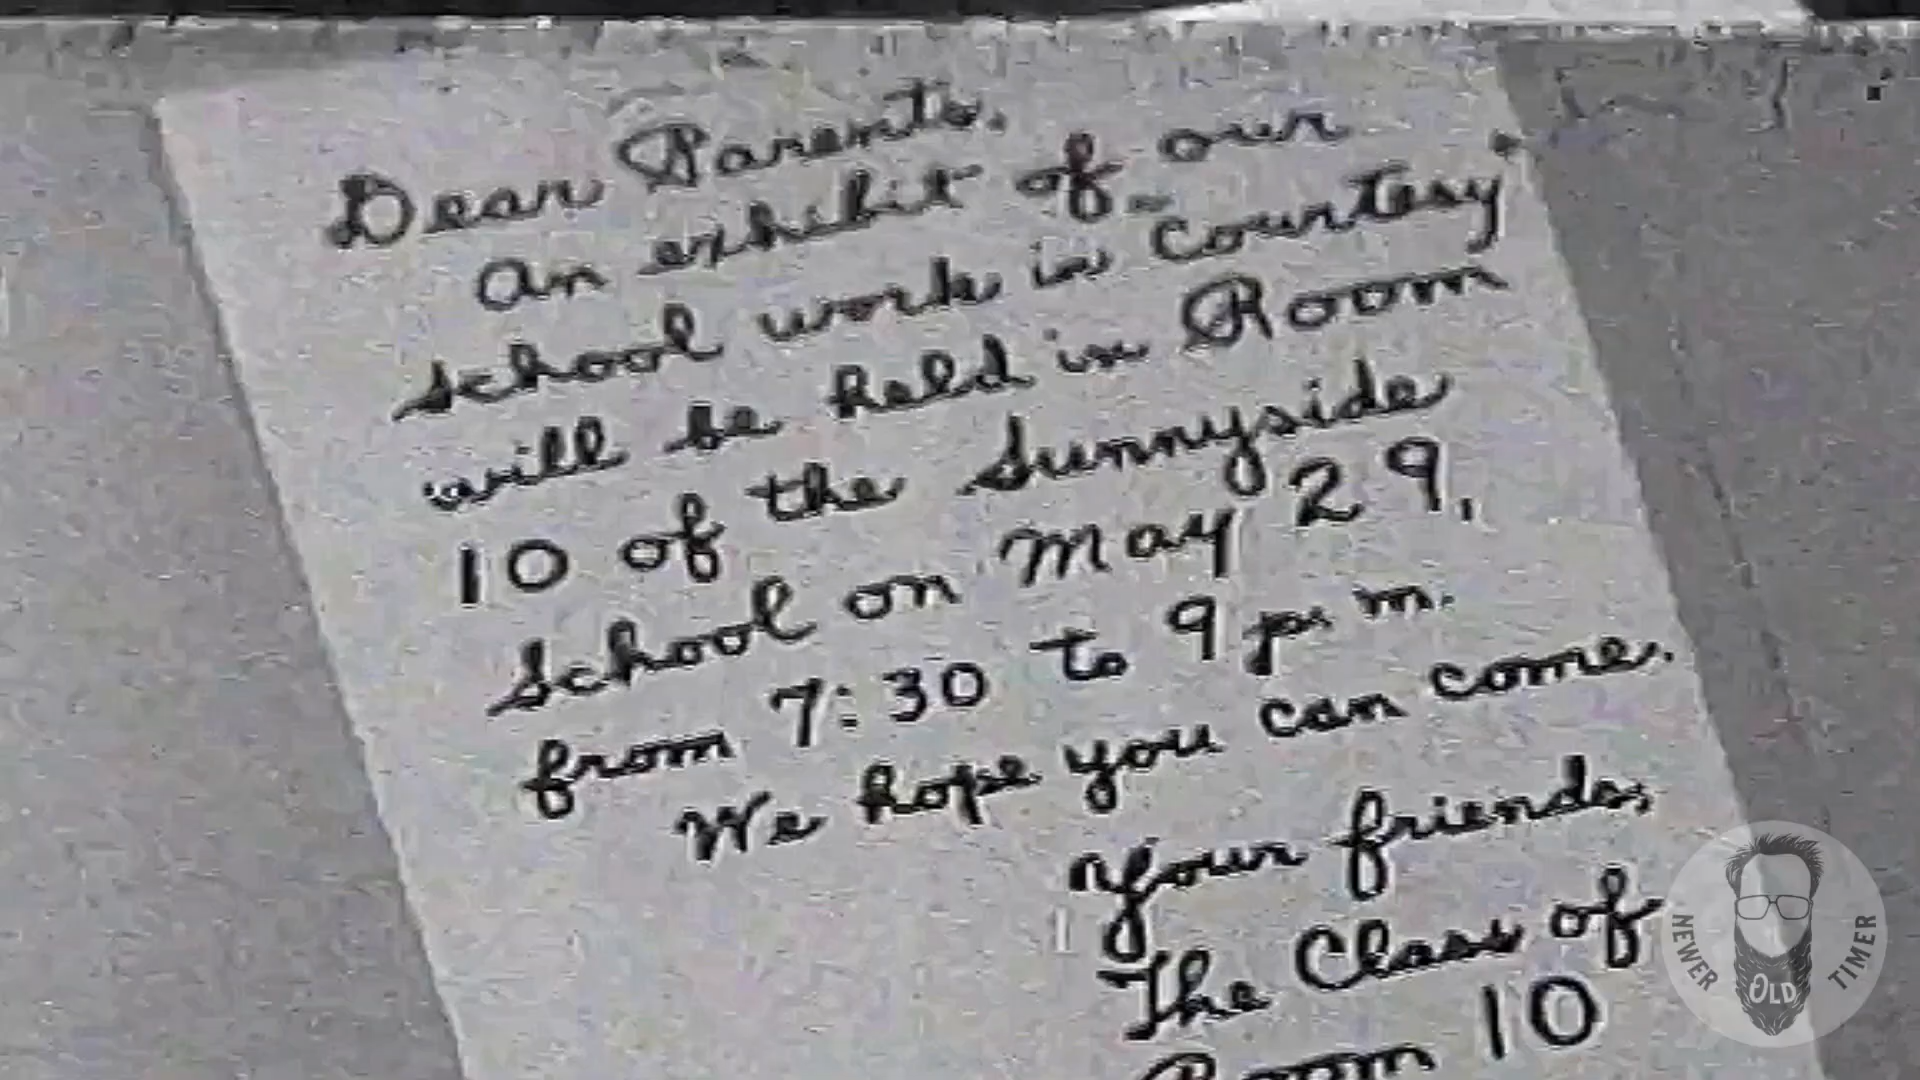 Dear Parents.
An exhibit of our
school work in courtesy
will be held in Room
10 of the Sunnyside
School on May 29,
from 7:30 to 9 p. m.
We hope you can come.
Your friends,
The Class of
Room 10
NEWER OLD TIMER